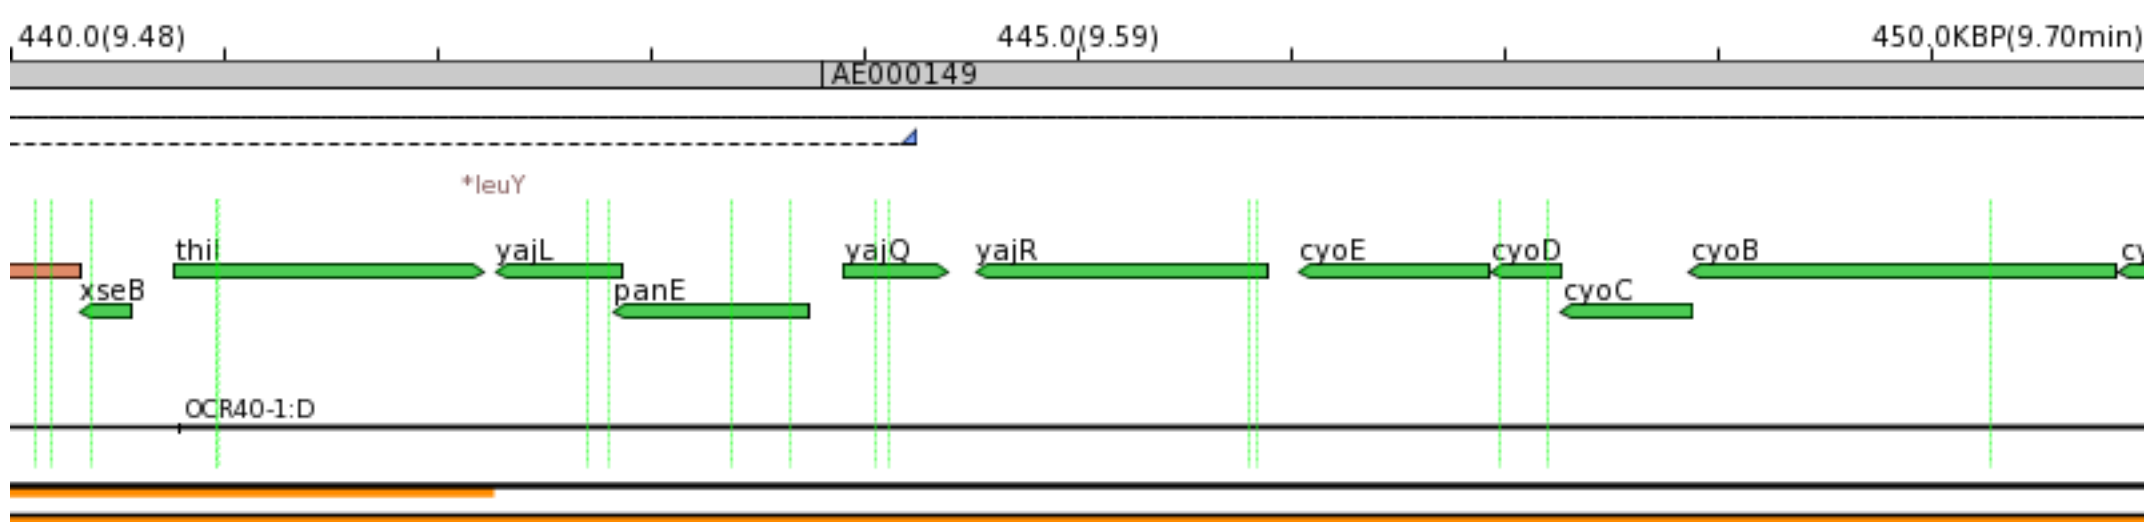 440.0(9.48) 445.0(9.59) 450.0KBP(9.70min)
AE000149
*leuY
thiI yajL yajQ yajR cyoE cyoD cyoB cy
xseB panE cyoC
OCR40-1:D